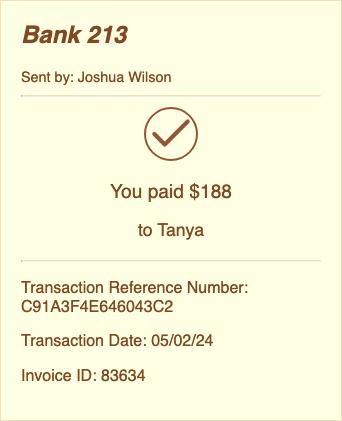 Bank 213
Sent by: Joshua Wilson
You paid $188
to Tanya
Transaction Reference Number:
C91A3F4E646043C2
Transaction Date: 05/02/24
Invoice ID: 83634